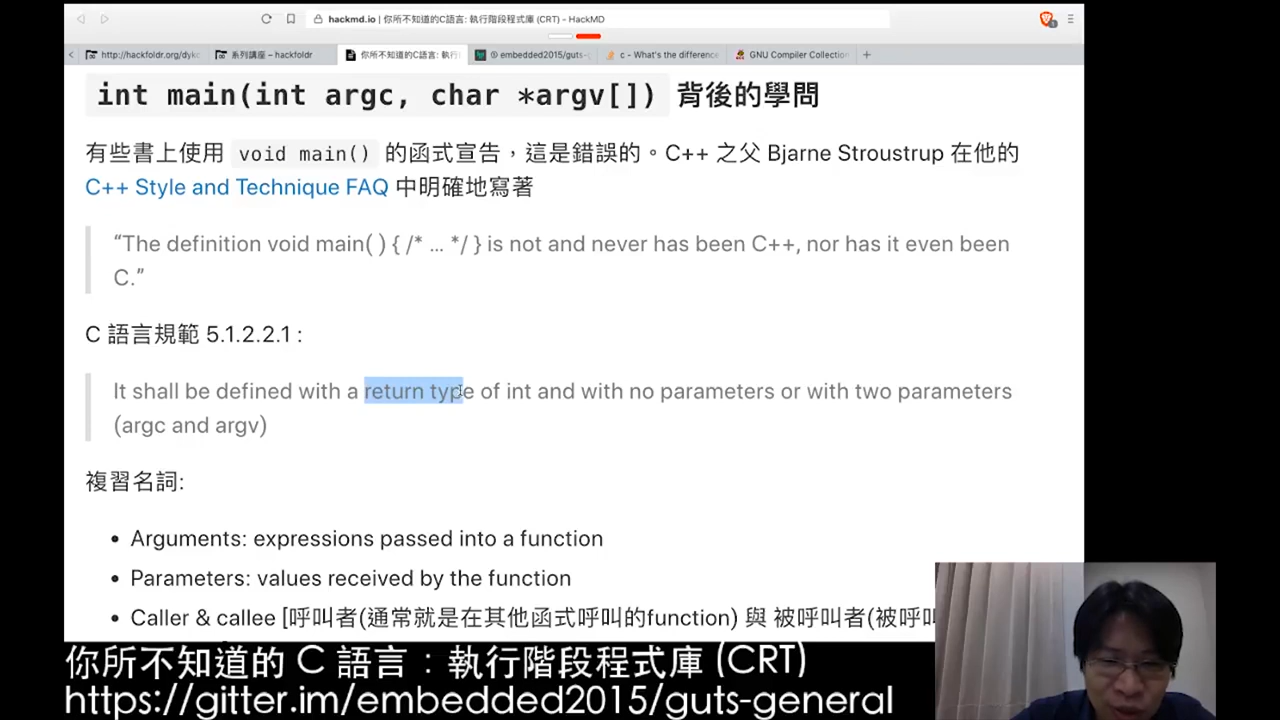 hackmd.io | 你所不知道的C語言: 執行階段程式庫 (CRT) - HackMD
http://hackfoldr.org/dykc
系列講座 – hackfoldr
你所不知道的C語言: 執行
embedded2015/guts-g
c - What's the difference
GNU Compiler Collection
int main(int argc, char *argv[]) 背後的學問
有些書上使用 void main() 的函式宣告，這是錯誤的。C++ 之父 Bjarne Stroustrup 在他的
C++ Style and Technique FAQ 中明確地寫著
“The definition void main( ) { /* … */ } is not and never has been C++, nor has it even been
C.”
C 語言規範 5.1.2.2.1 :
It shall be defined with a return type of int and with no parameters or with two parameters
(argc and argv)
複習名詞:
• Arguments: expressions passed into a function
• Parameters: values received by the function
• Caller & callee [呼叫者(通常就是在其他函式呼叫的function) 與 被呼叫者(被呼叫
你所不知道的 C 語言：執行階段程式庫 (CRT)
https://gitter.im/embedded2015/guts-general